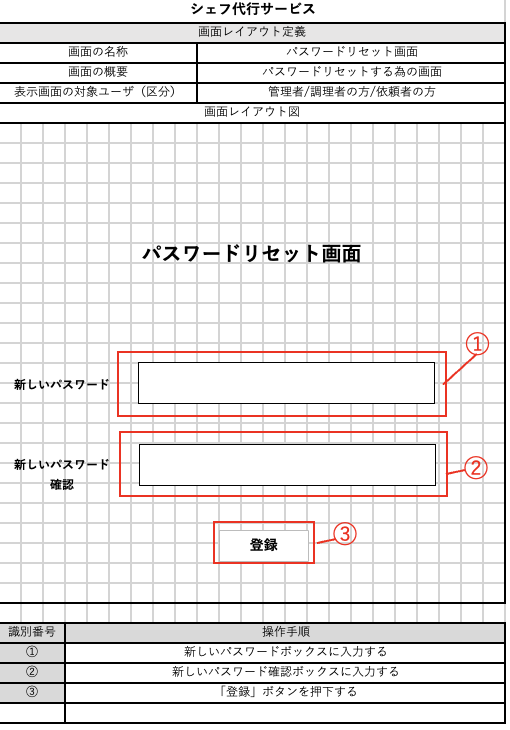 シェフ代行サービス
画面レイアウト定義
画面の名称 パスワードリセット画面
画面の概要 パスワードリセットする為の画面
表示画面の対象ユーザ（区分） 管理者/調理者の方/依頼者の方
画面レイアウト図
パスワードリセット画面
①
新しいパスワード
新しいパスワード
確認
②
登録
③
識別番号 操作手順
① 新しいパスワードボックスに入力する
② 新しいパスワード確認ボックスに入力する
③ 「登録」ボタンを押下する